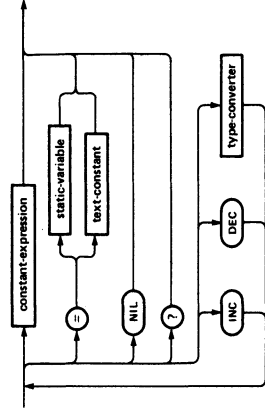 constant-expression
=
static-variable
text-constant
NIL
?
INC
DEC
type-converter